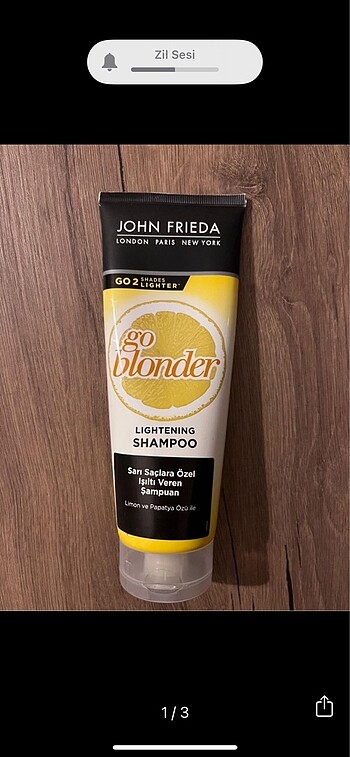 Zil Sesi
JOHN FRIEDA
LONDON PARIS NEW YORK
GO 2 SHADES LIGHTER
go
blonder
LIGHTENING
SHAMPOO
Sarı Saçlara Özel
Işıltı Veren
Şampuan
Limon ve Papatya Özü ile
1/3